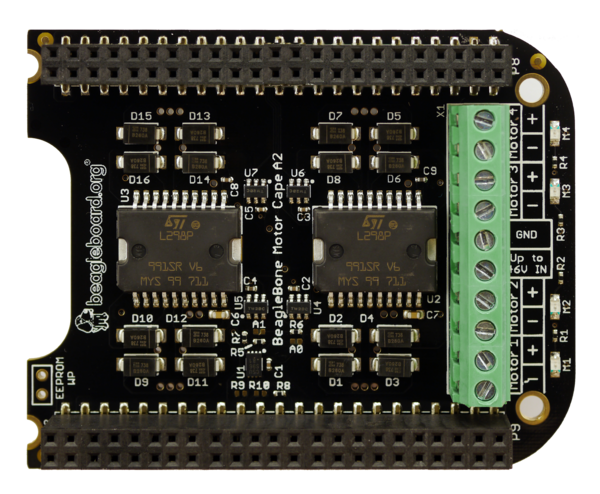 P8
X1
D15
D13
D7
D5
Motor 4
+
-
M4
R4
D16
D14
C8
U7
U6
D8
D6
C9
Motor 3
+
-
M3
R3
beagleboard.org®
U3
C5
C3
ST
L298P
991SR V6
MYS 99 711
ST
L298P
991SR V6
MYS 99 711
BeagleBone Motor Cape A2
GND
Up to
6V IN
R2
C4
C2
U5
U4
U2
C6
C7
A1
R6
A0
Motor 2
+
-
M2
R1
D10
D12
R7
R5
D2
D4
Motor 1
+
-
M1
U1
C1
D9
D11
R9
R10
R8
D1
D3
EEPROM
WP
P9